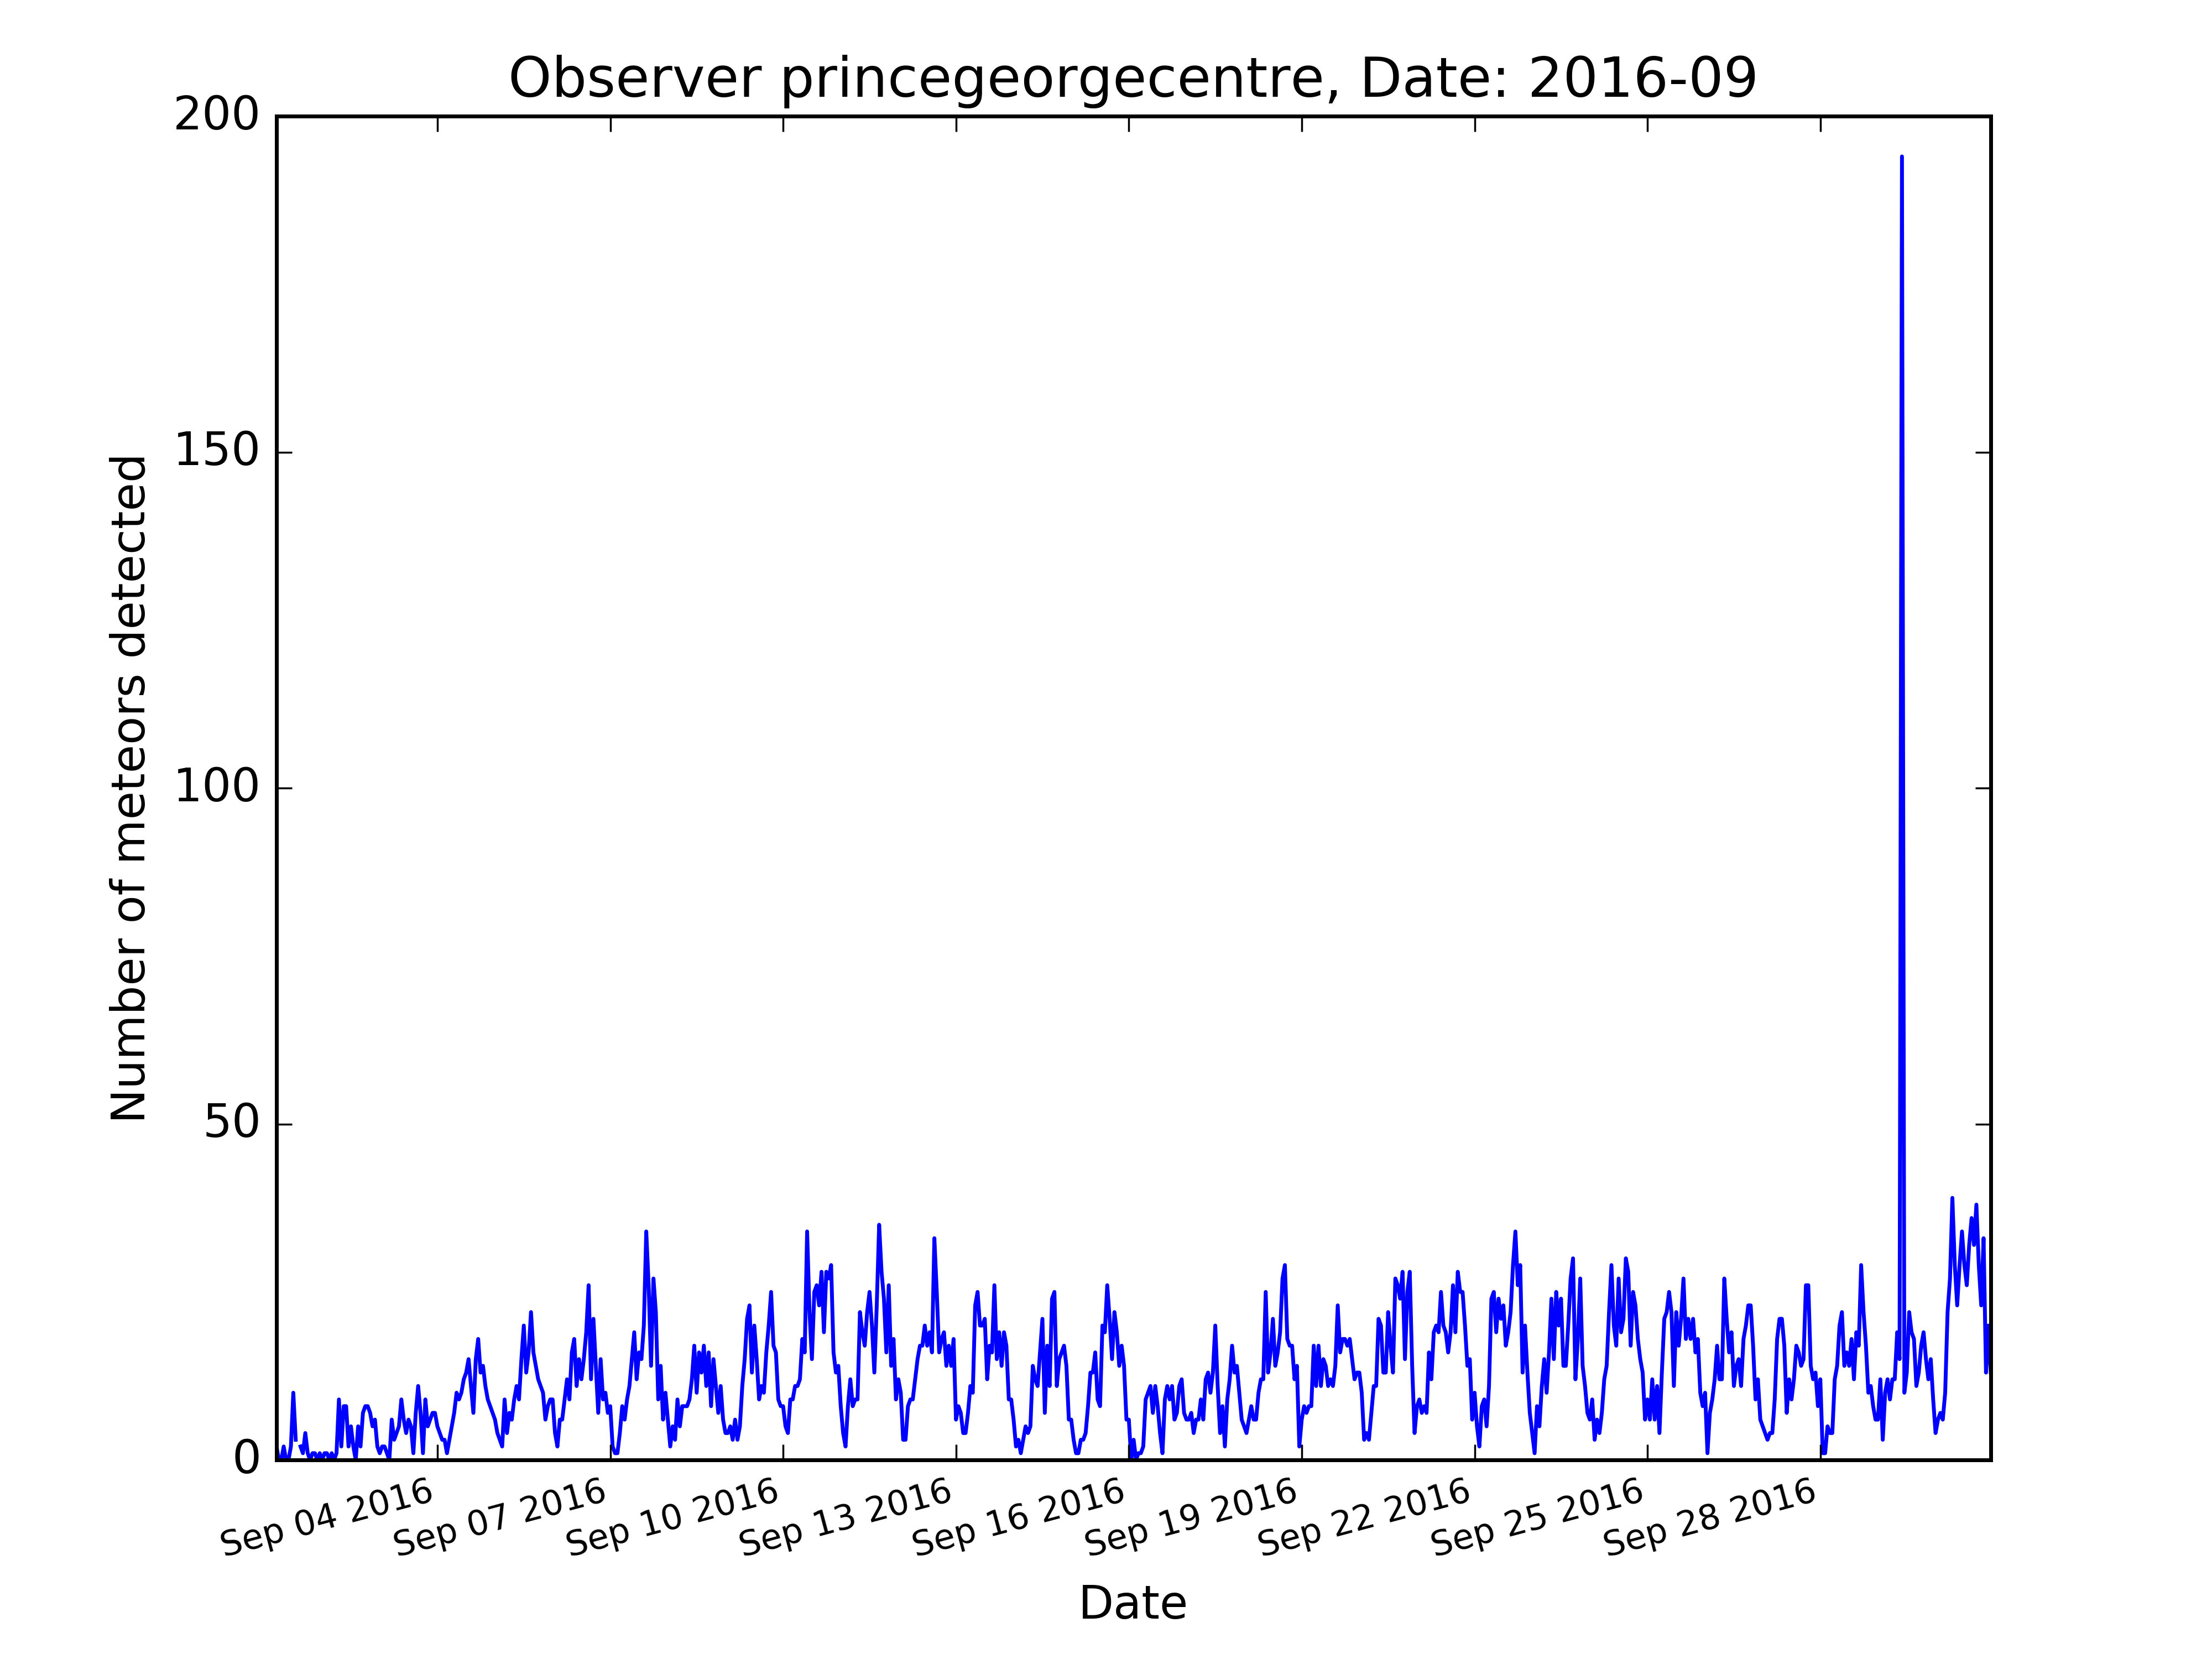 Observer princegeorgecentre, Date: 2016-09
200
150
100
50
0
Number of meteors detected
Sep 04 2016
Sep 07 2016
Sep 10 2016
Sep 13 2016
Sep 16 2016
Sep 19 2016
Sep 22 2016
Sep 25 2016
Sep 28 2016
Date